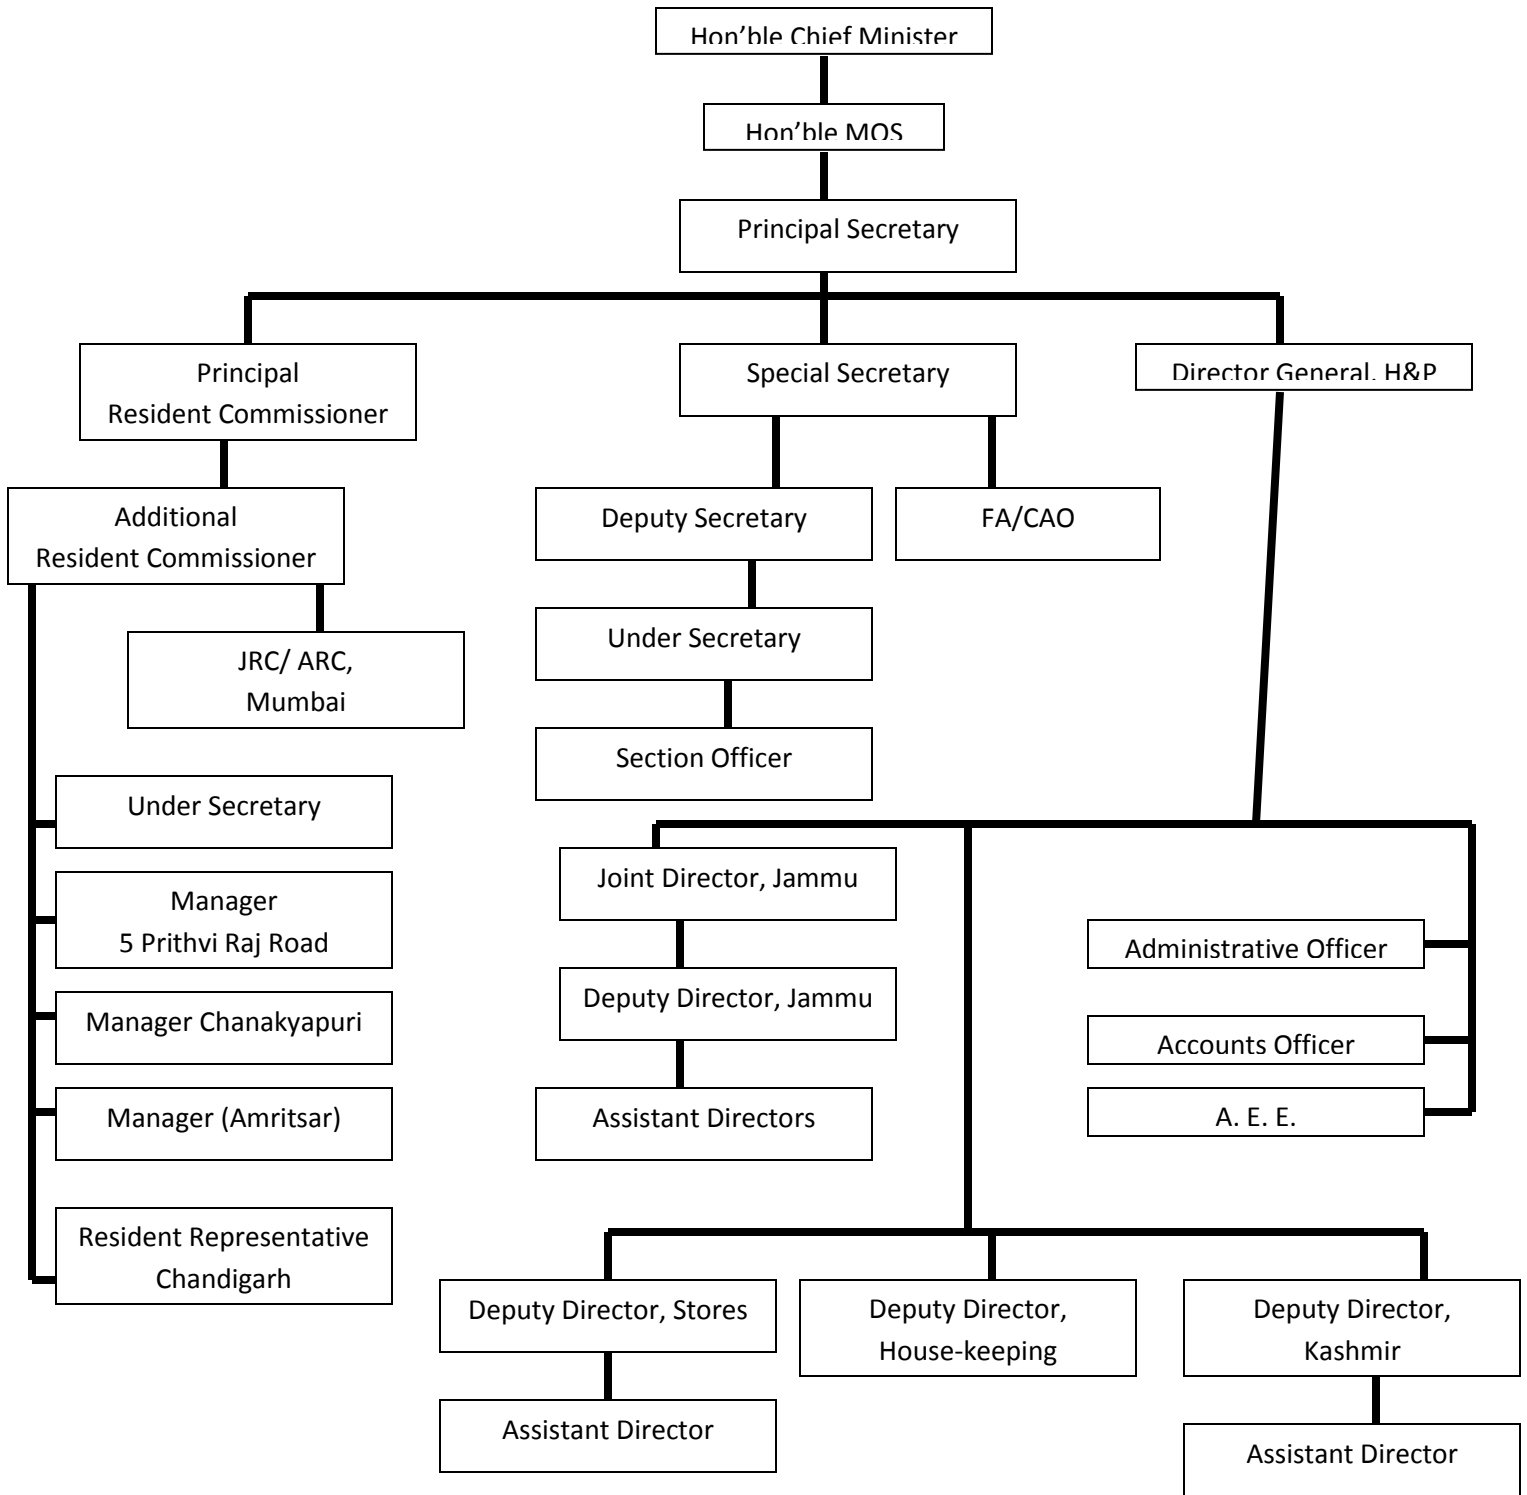 Hon’ble Chief Minister
Hon’ble MOS
Principal Secretary
Principal
Resident Commissioner
Special Secretary
Director General, H&P
Additional
Resident Commissioner
Deputy Secretary
FA/CAO
JRC/ ARC,
Mumbai
Under Secretary
Section Officer
Under Secretary
Manager
5 Prithvi Raj Road
Manager Chanakyapuri
Manager (Amritsar)
Resident Representative
Chandigarh
Joint Director, Jammu
Deputy Director, Jammu
Assistant Directors
Administrative Officer
Accounts Officer
A. E. E.
Deputy Director, Stores
Deputy Director,
House-keeping
Deputy Director,
Kashmir
Assistant Director
Assistant Director